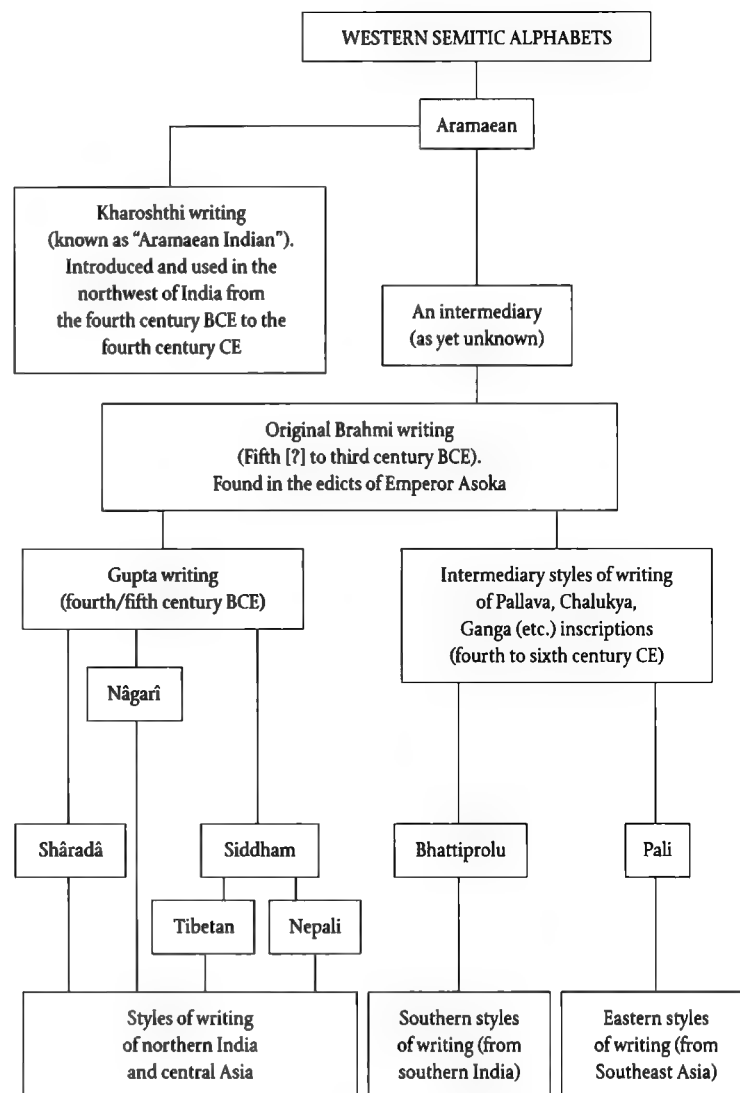 WESTERN SEMITIC ALPHABETS
Aramaean
Kharoshthi writing
(known as “Aramaean Indian”).
Introduced and used in the
northwest of India from
the fourth century BCE to the
fourth century CE
An intermediary
(as yet unknown)
Original Brahmi writing
(Fifth [?] to third century BCE).
Found in the edicts of Emperor Asoka
Gupta writing
(fourth/fifth century BCE)
Intermediary styles of writing
of Pallava, Chalukya,
Ganga (etc.) inscriptions
(fourth to sixth century CE)
Nâgarî
Shâradâ
Siddham
Bhattiprolu
Pali
Tibetan
Nepali
Styles of writing
of northern India
and central Asia
Southern styles
of writing (from
southern India)
Eastern styles
of writing (from
Southeast Asia)